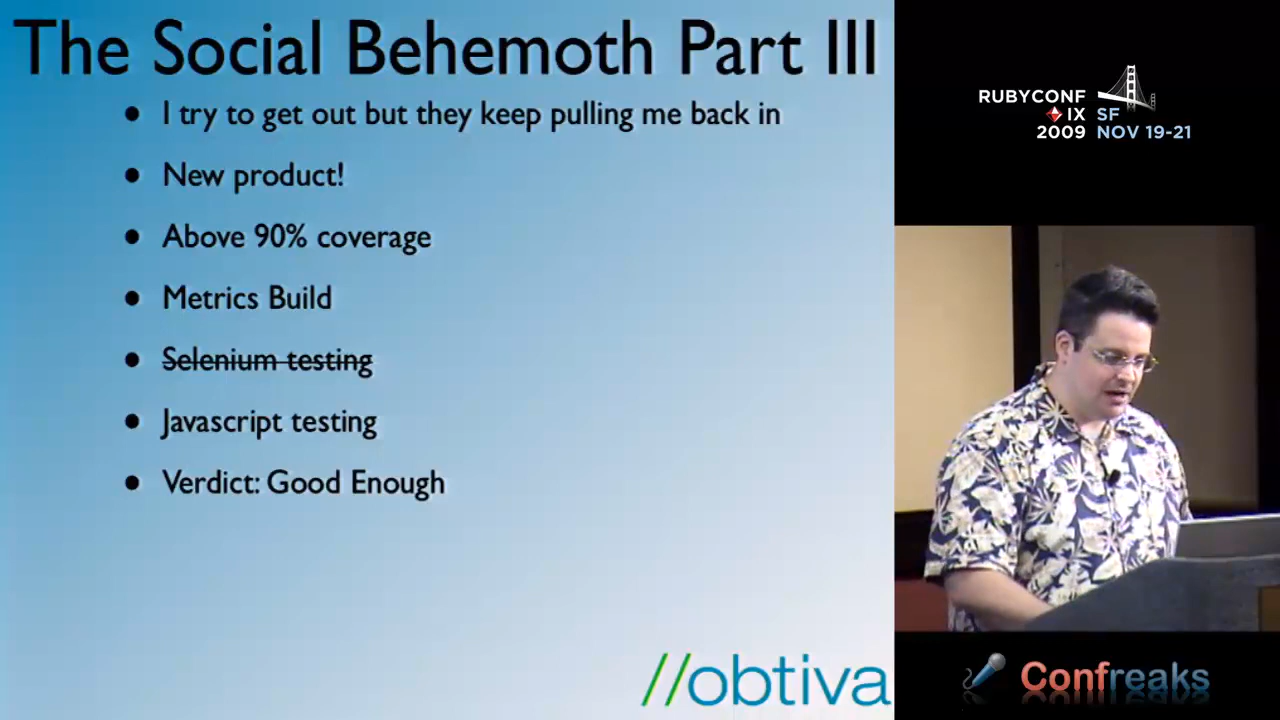 The Social Behemoth Part III
• I try to get out but they keep pulling me back in
• New product!
• Above 90% coverage
• Metrics Build
• Selenium testing
• Javascript testing
• Verdict: Good Enough
//obtiva
RUBYCONF
IX SF
2009 NOV 19-21
Confreaks